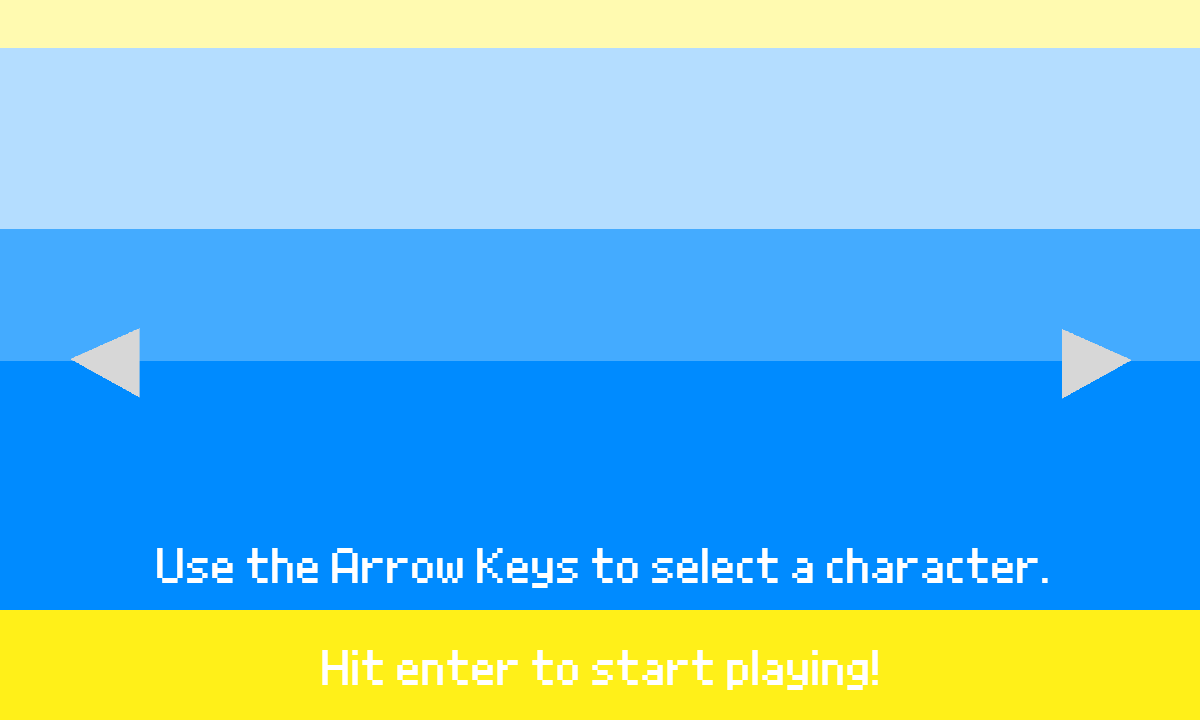 Use the Arrow Keys to select a character.
Hit enter to start playing!